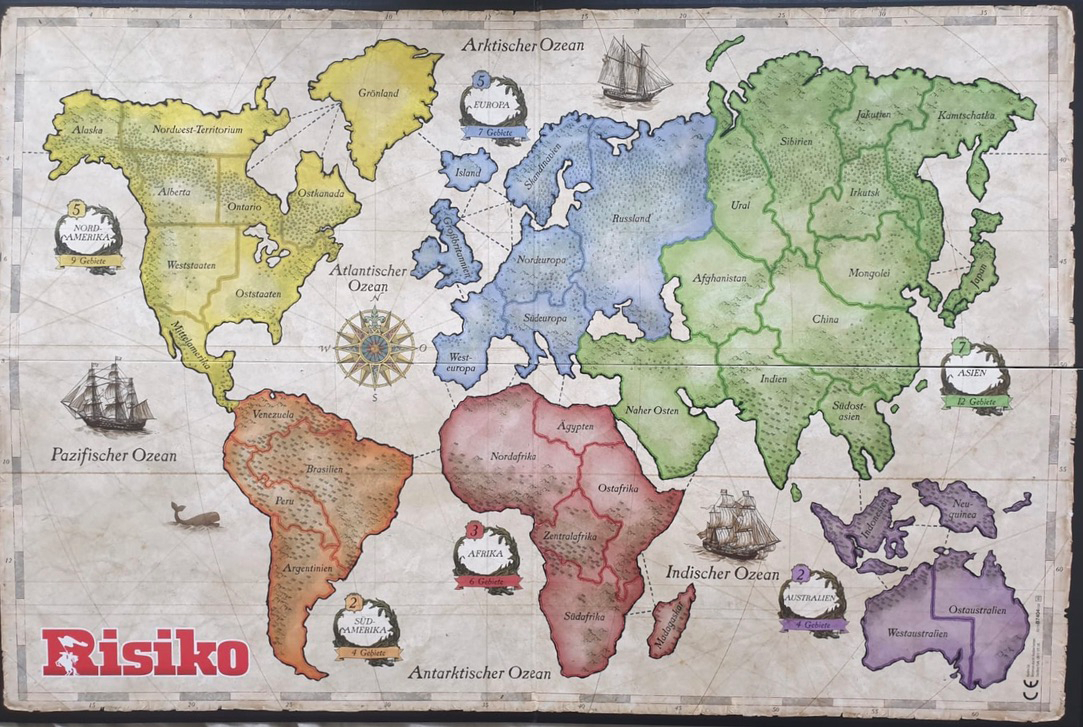 Arktischer Ozean
5
EUROPA
7 Gebiete
Grönland
Alaska
Nordwest-Territorium
Alberta
Ontario
Ostkanada
5
NORD-
AMERIKA
9 Gebiete
Weststaaten
Oststaaten
Mittelamerika
Atlantischer
Ozean
N
W
O
S
Island
Skandinavien
Großbritannien
Russland
Nordeuropa
Südeuropa
West-
europa
Sibirien
Jakutien
Kamtschatka
Ural
Irkutsk
Afghanistan
Mongolei
Japan
China
7
ASIEN
12 Gebiete
Indien
Naher Osten
Südost-
asien
Pazifischer Ozean
Venezuela
Brasilien
Peru
Argentinien
2
SÜD-
AMERIKA
4 Gebiete
Ägypten
Nordafrika
Ostafrika
Zentralafrika
Südafrika
Madagaskar
3
AFRIKA
6 Gebiete
Indischer Ozean
Indonesien
Neu-
guinea
2
AUSTRALIEN
4 Gebiete
Westaustralien
Ostaustralien
Risiko
Antarktischer Ozean
CE